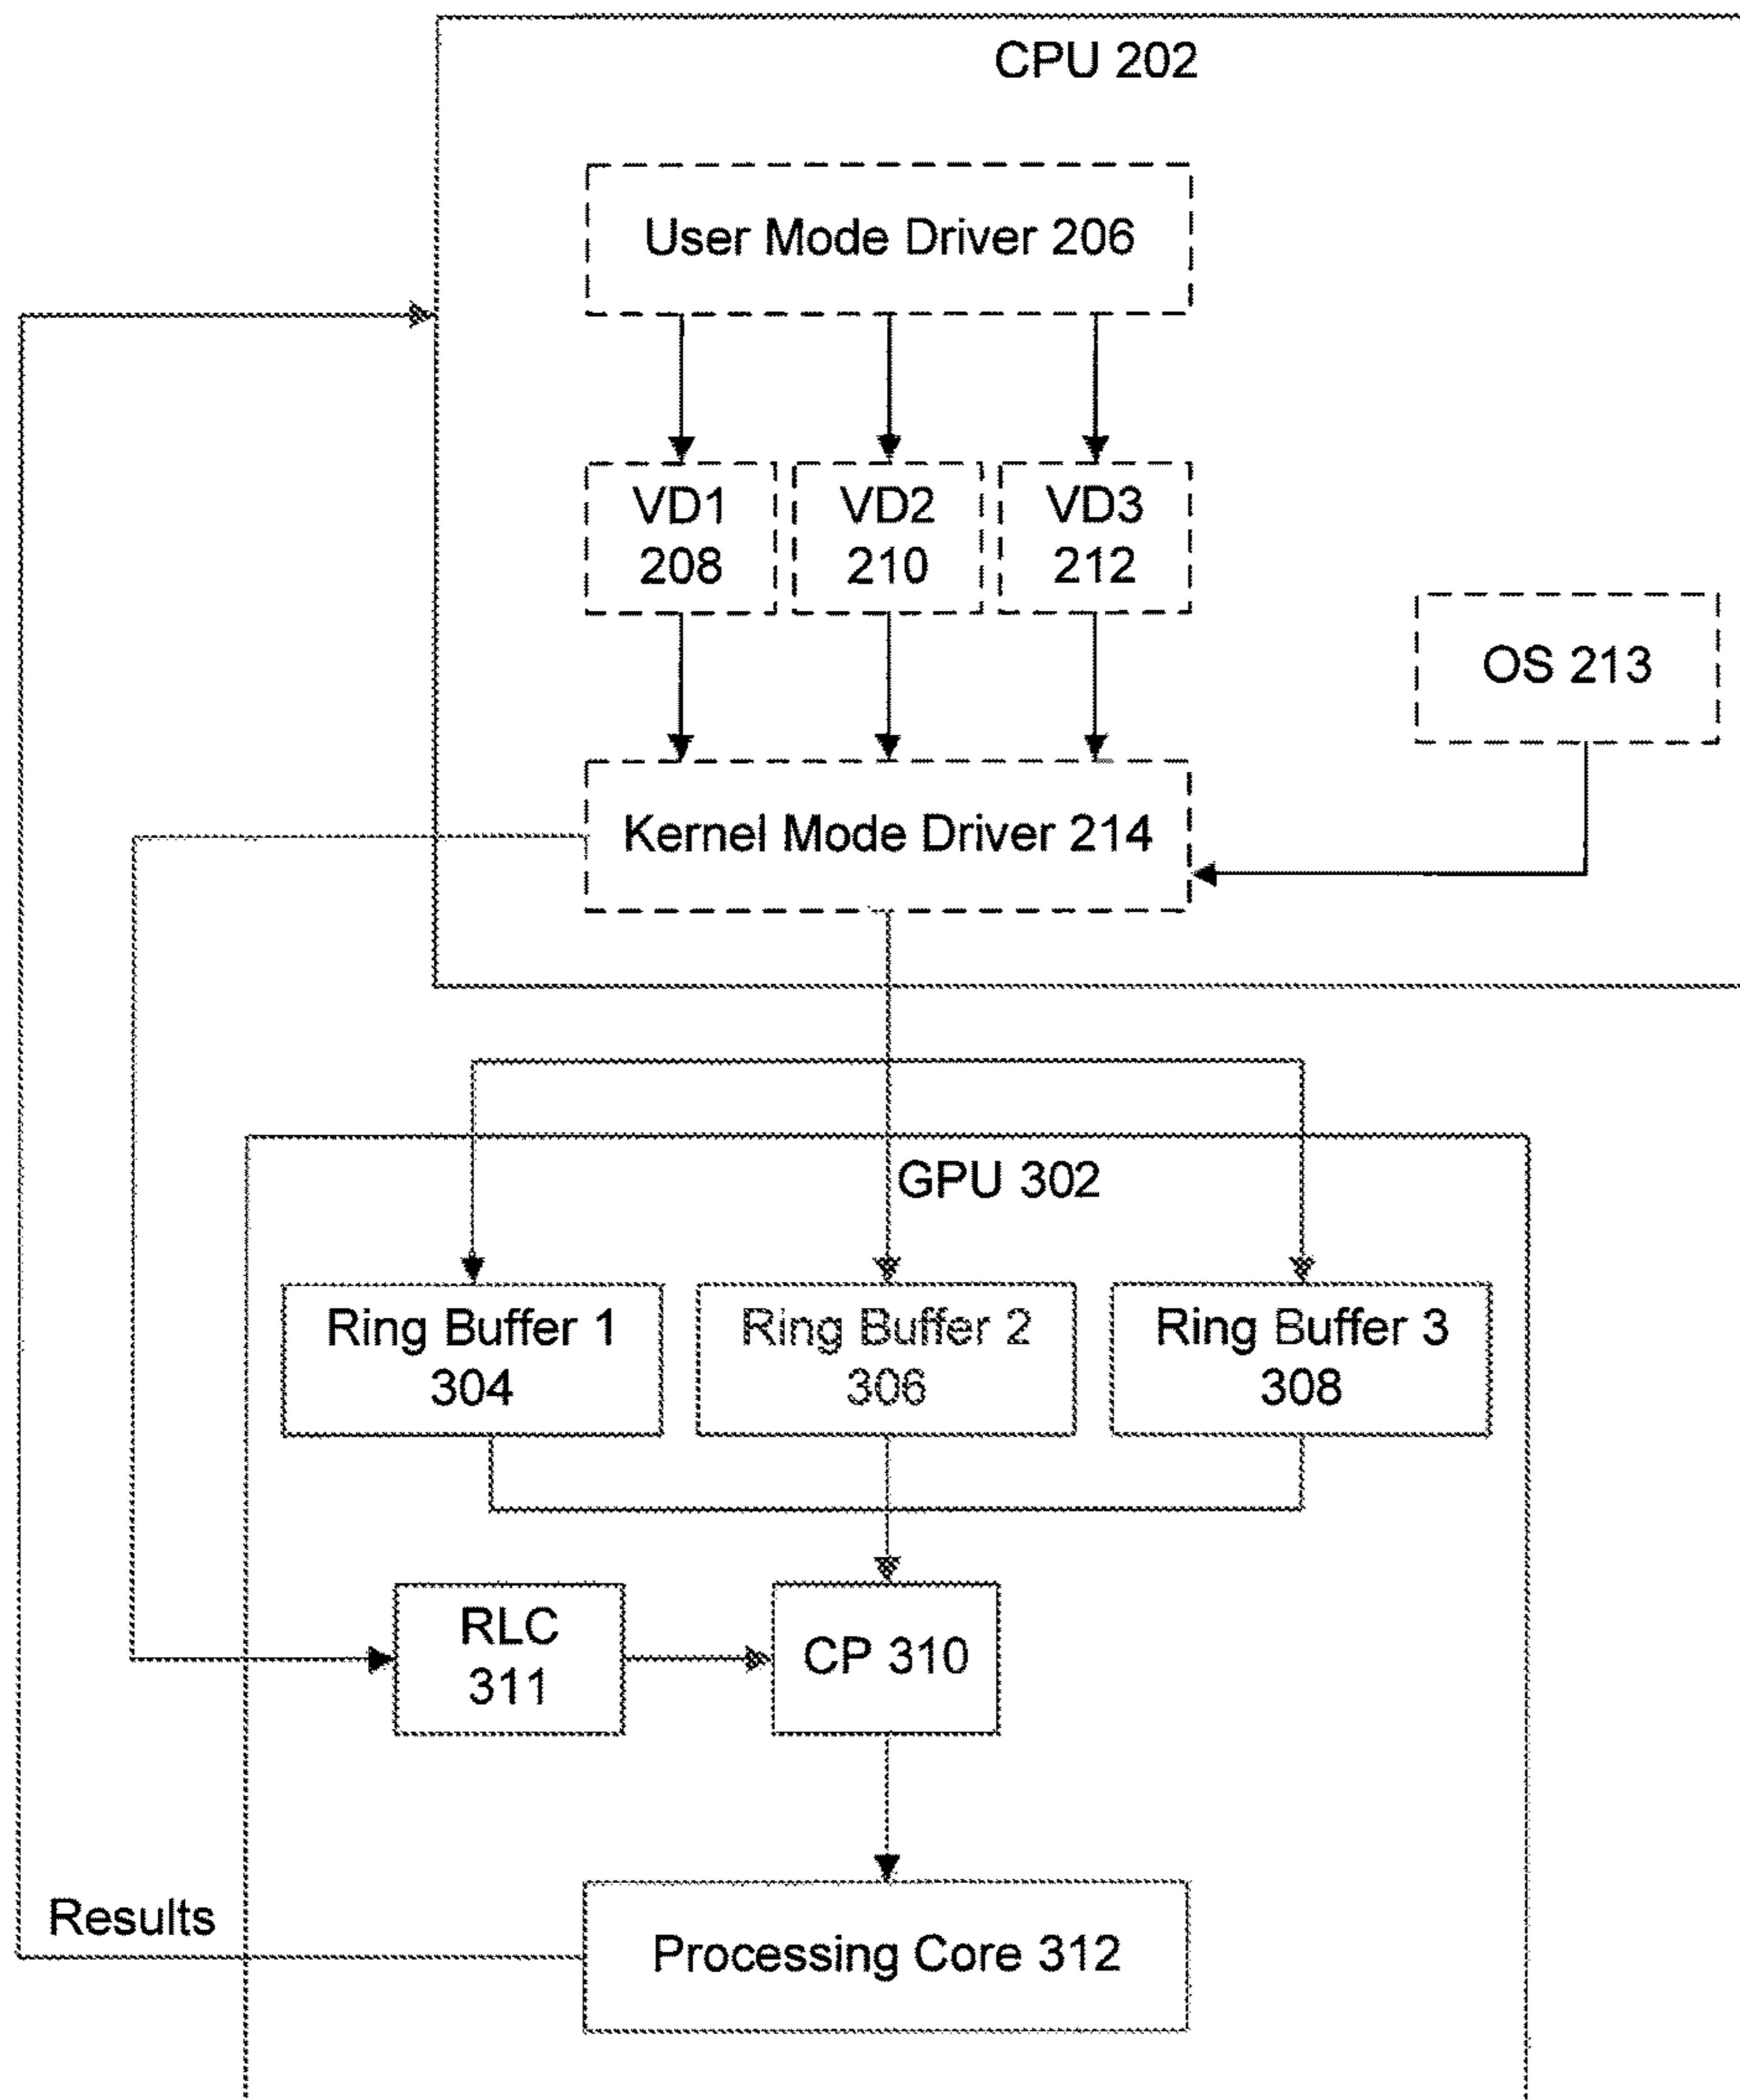 CPU 202
User Mode Driver 206
VD1
208
VD2
210
VD3
212
OS 213
Kernel Mode Driver 214
GPU 302
Ring Buffer 1
304
Ring Buffer 2
306
Ring Buffer 3
308
RLC
311
CP 310
Results
Processing Core 312